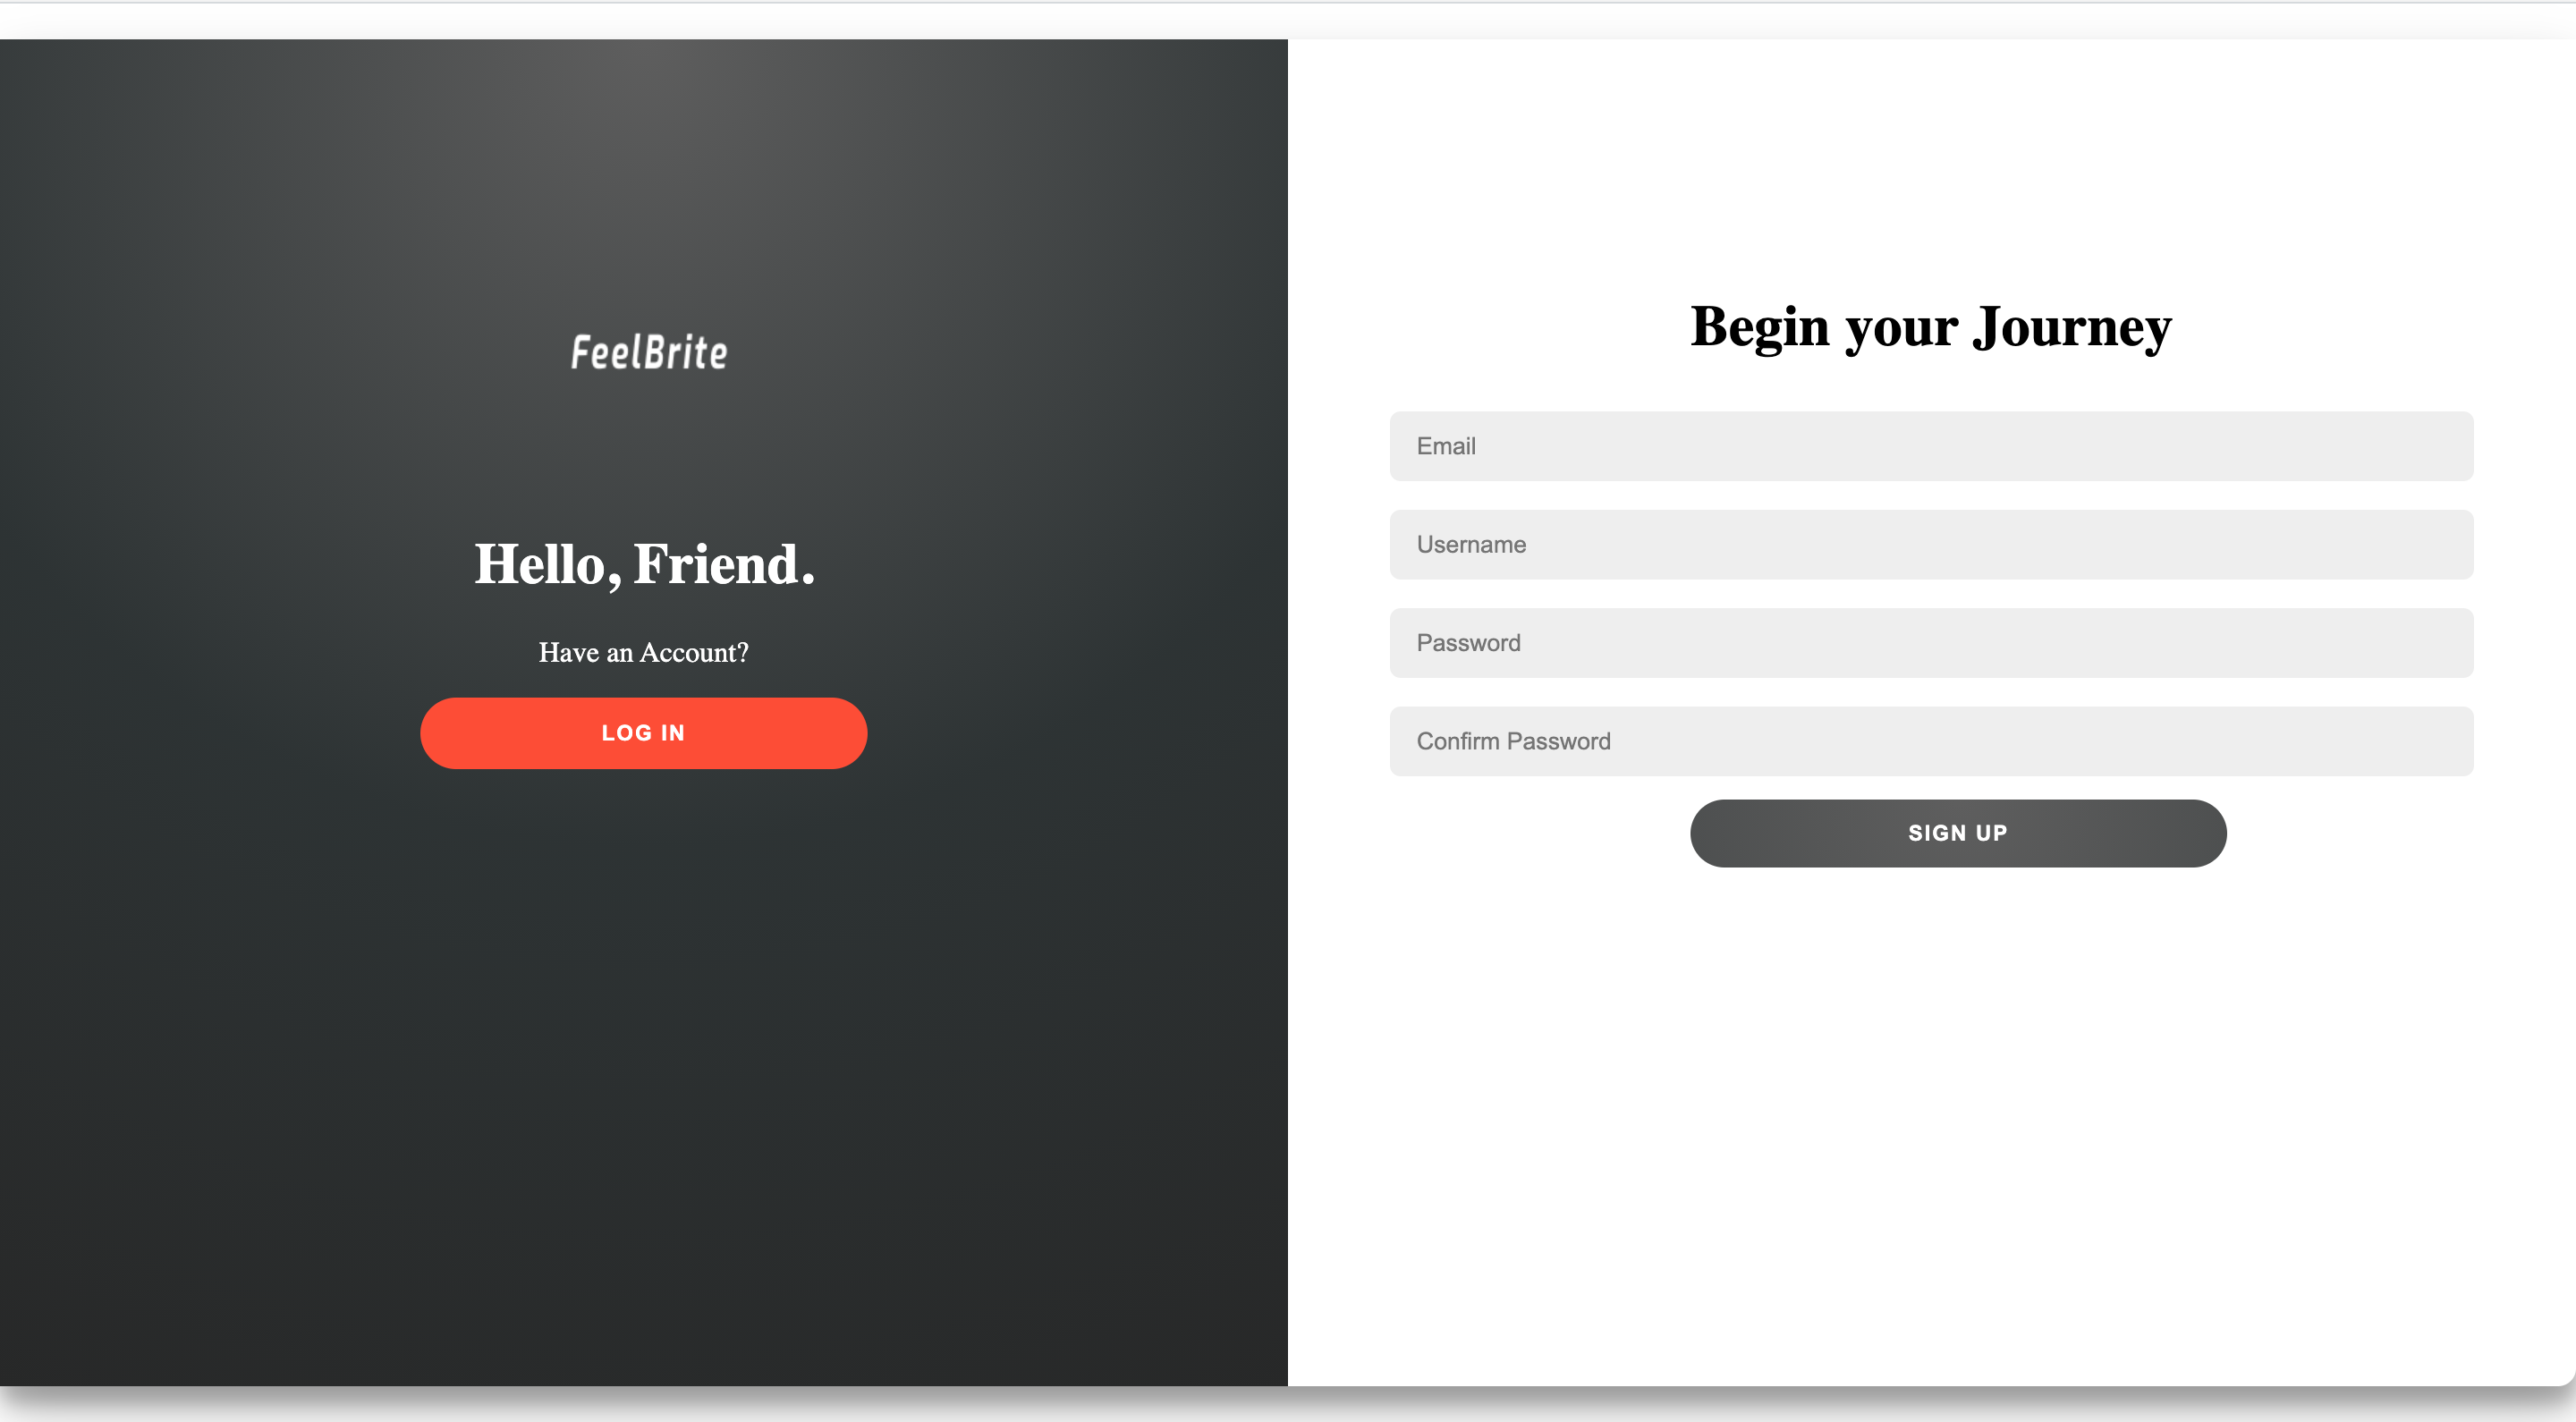 FeelBrite
Hello, Friend.
Have an Account?
LOG IN
Begin your Journey
Email
Username
Password
Confirm Password
SIGN UP